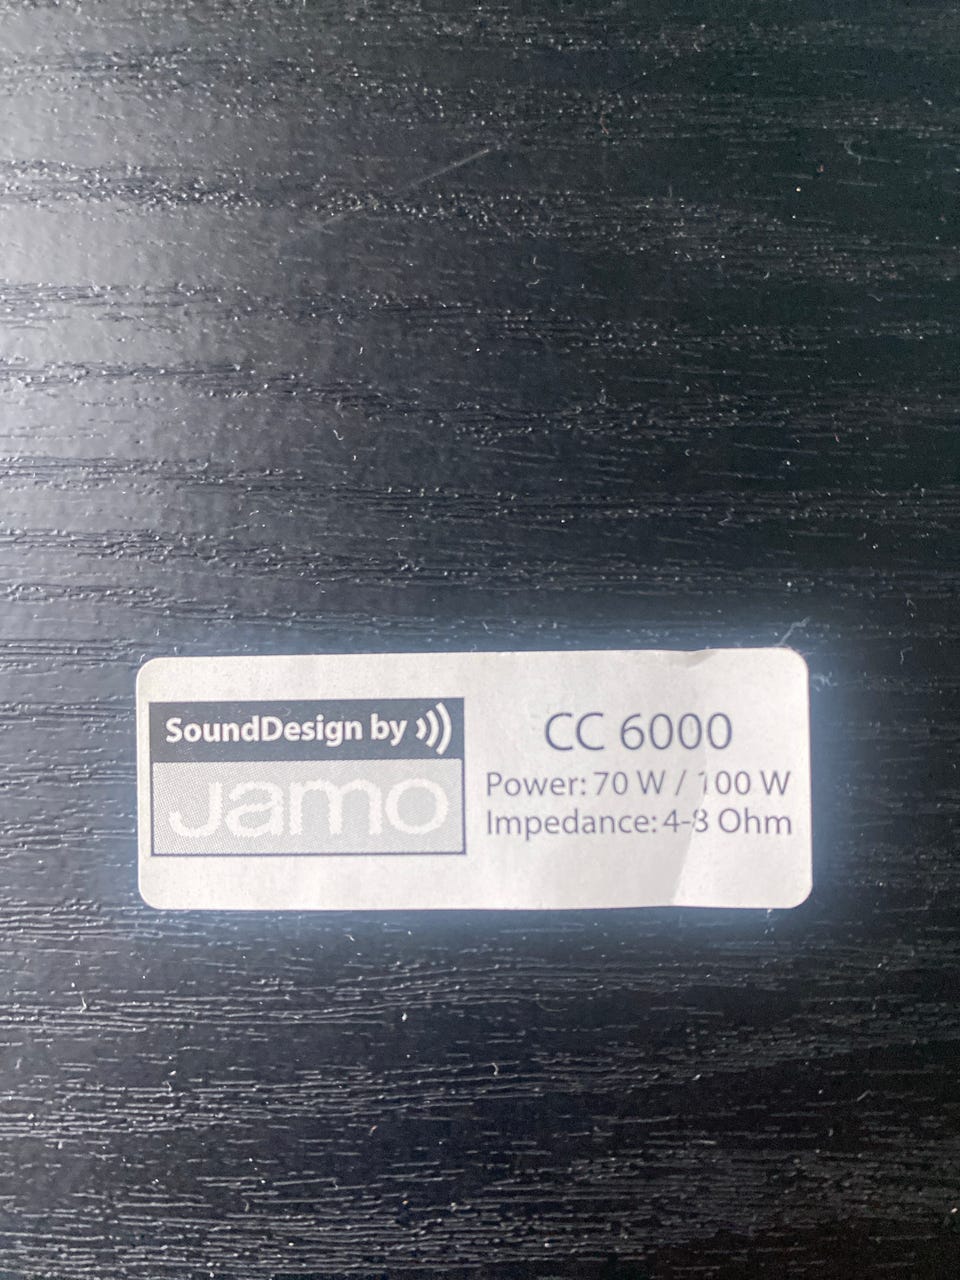 SoundDesign by
Jamo
CC 6000
Power: 70 W / 100 W
Impedance: 4-8 Ohm